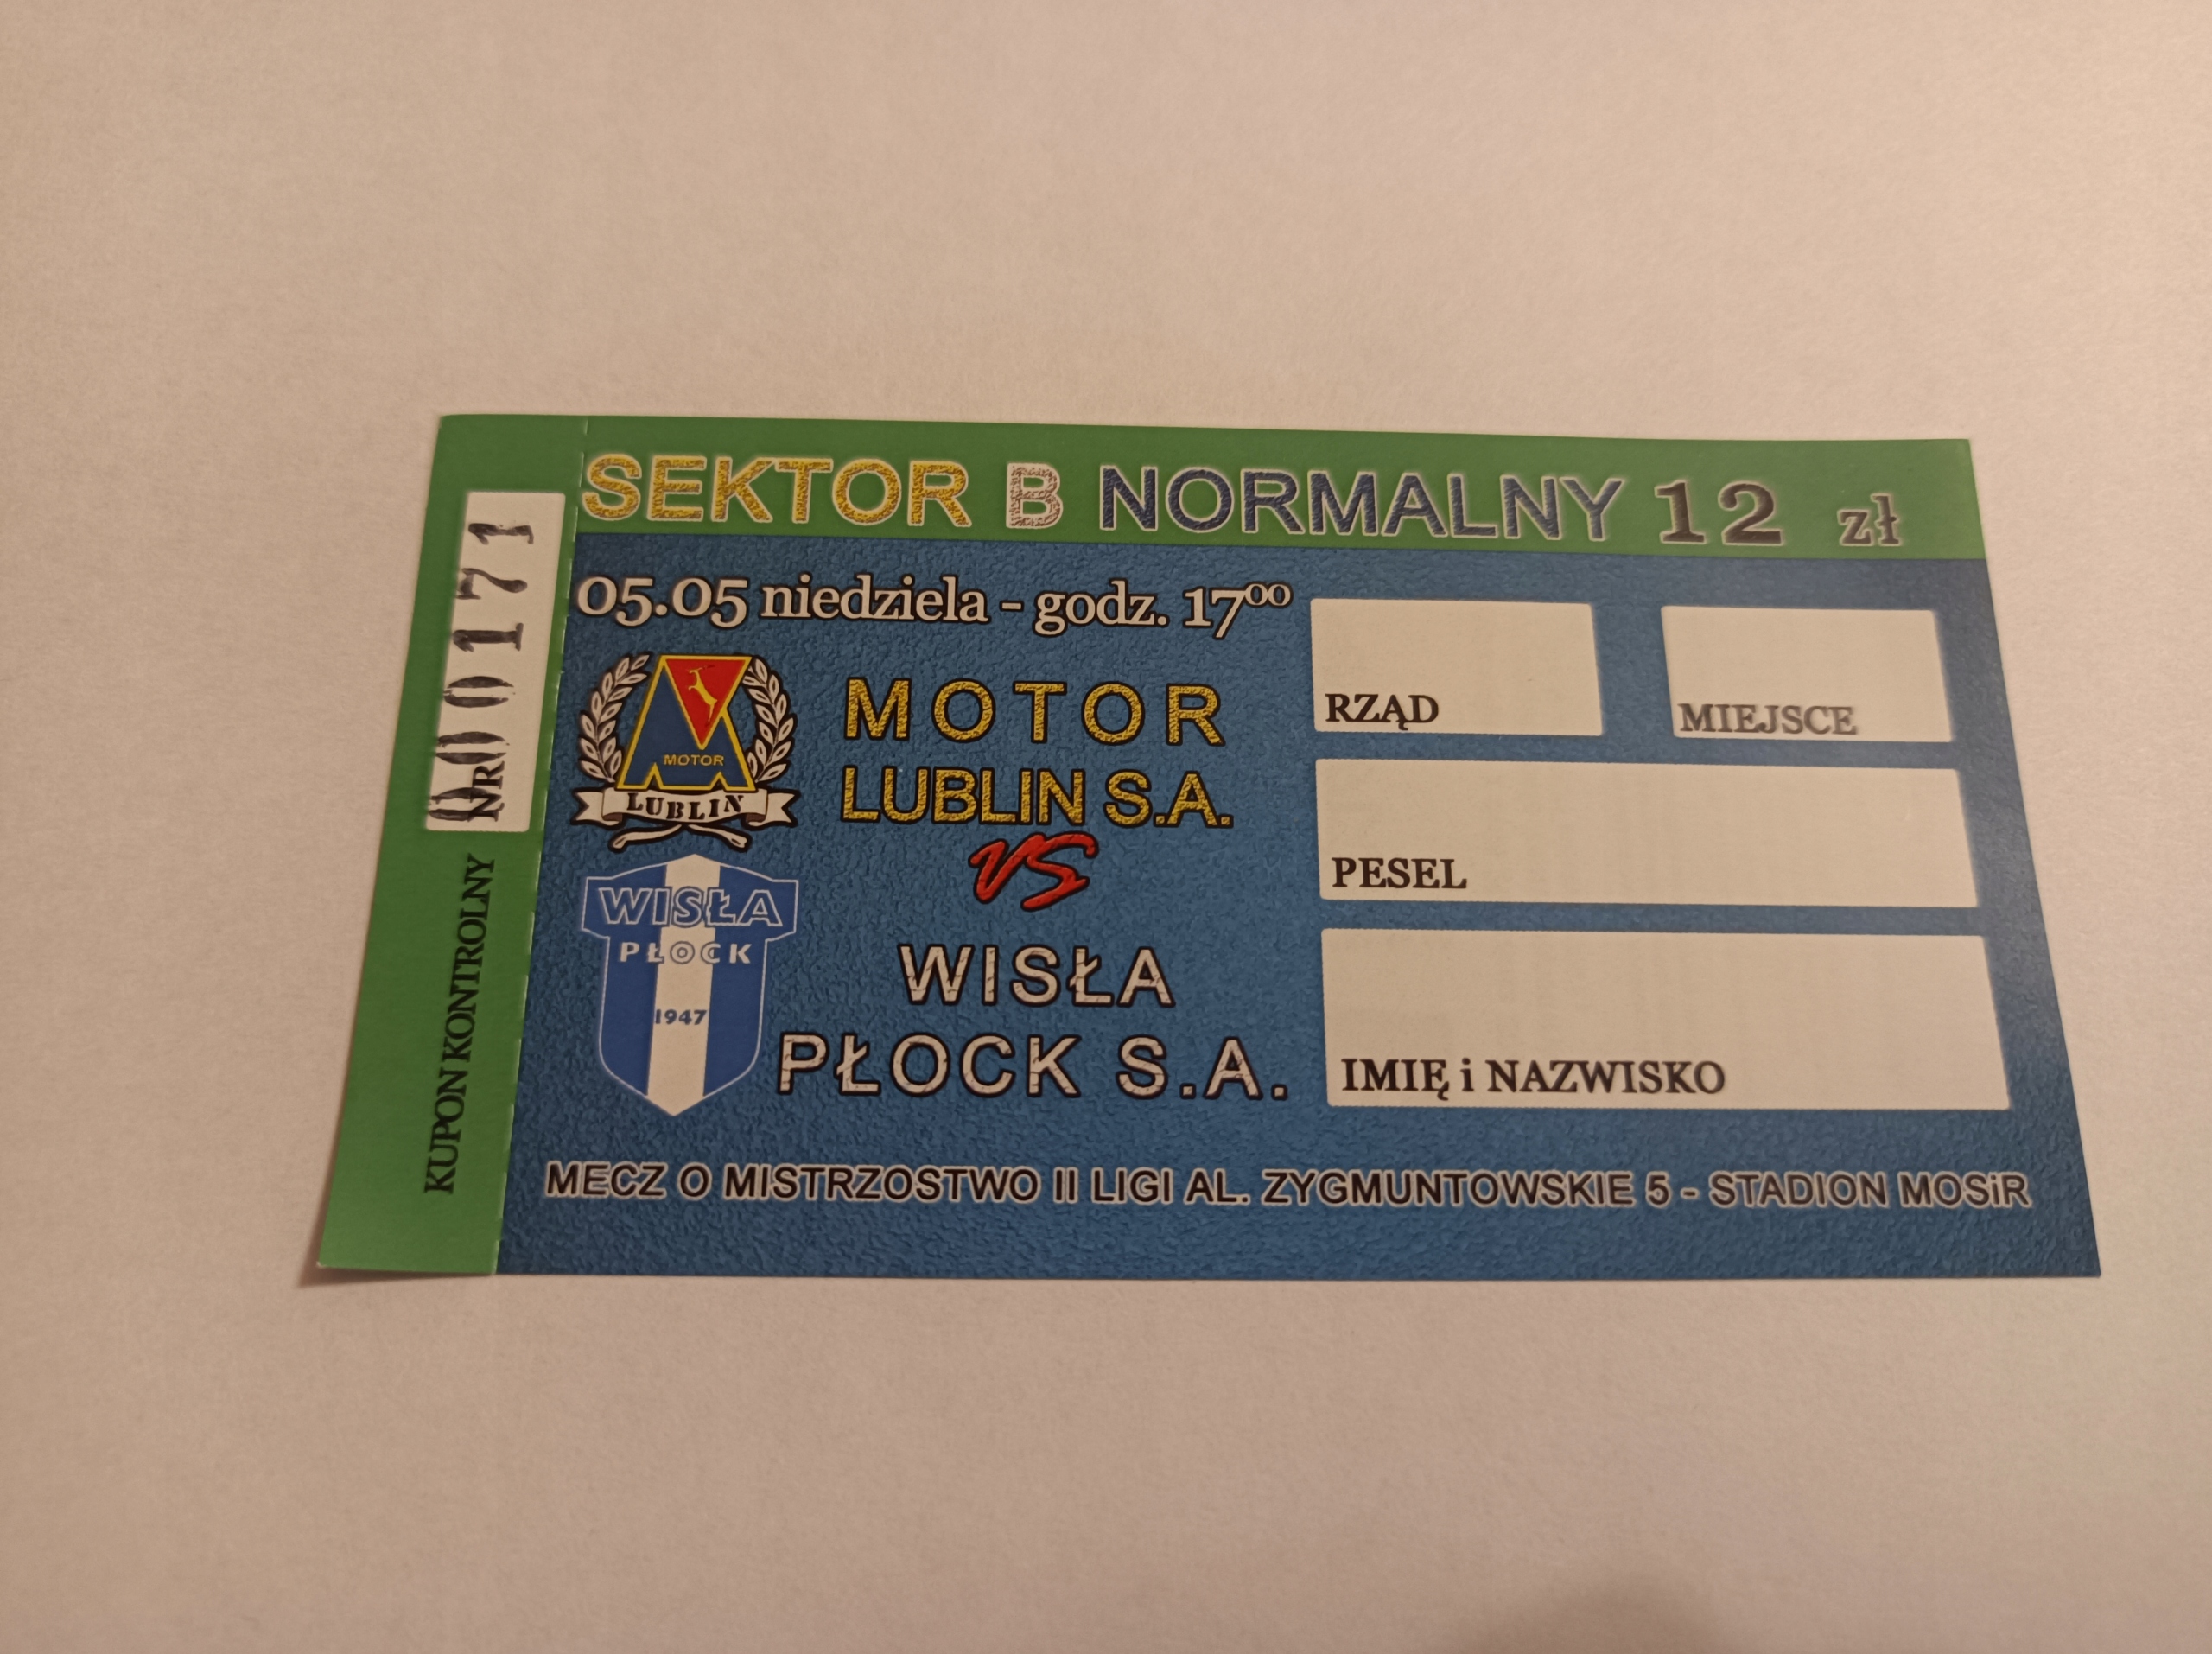 SEKTOR B NORMALNY 12 zł
NR 000171
KUPON KONTROLNY
05.05 niedziela - godz. 17⁰⁰
MOTOR
LUBLIN
MOTOR
LUBLIN S.A.
vs
WISŁA
PŁOCK
1947
WISŁA
PŁOCK S.A.
RZĄD
MIEJSCE
PESEL
IMIĘ i NAZWISKO
MECZ O MISTRZOSTWO II LIGI AL. ZYGMUNTOWSKIE 5 - STADION MOSiR